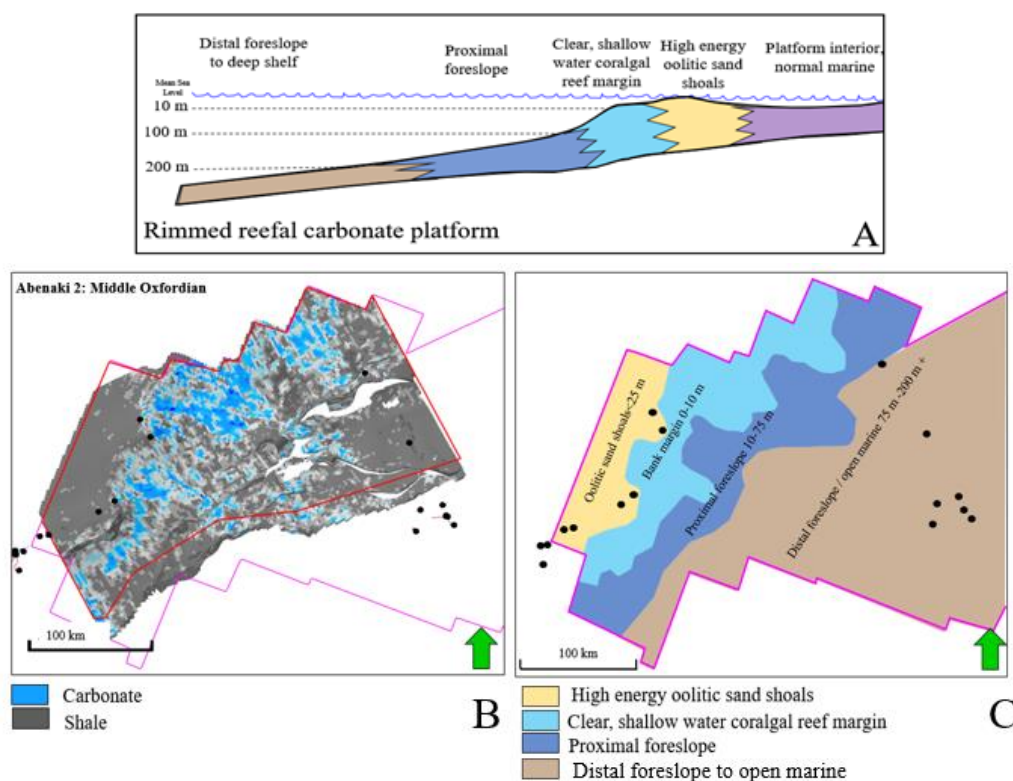 Distal foreslope
to deep shelf
Proximal
foreslope
Clear, shallow
water coralgal
reef margin
High energy
oolitic sand
shoals
Platform interior,
normal marine
Mean Sea
Level
10 m
100 m
200 m
Rimmed reefal carbonate platform
A
Abenaki 2: Middle Oxfordian
100 km
Carbonate
Shale
B
Oolitic sand shoals<25 m
Bank margin 0-10 m
Proximal foreslope 10-75 m
Distal foreslope / open marine 75 m -200 m +
100 km
High energy oolitic sand shoals
Clear, shallow water coralgal reef margin
Proximal foreslope
Distal foreslope to open marine
C